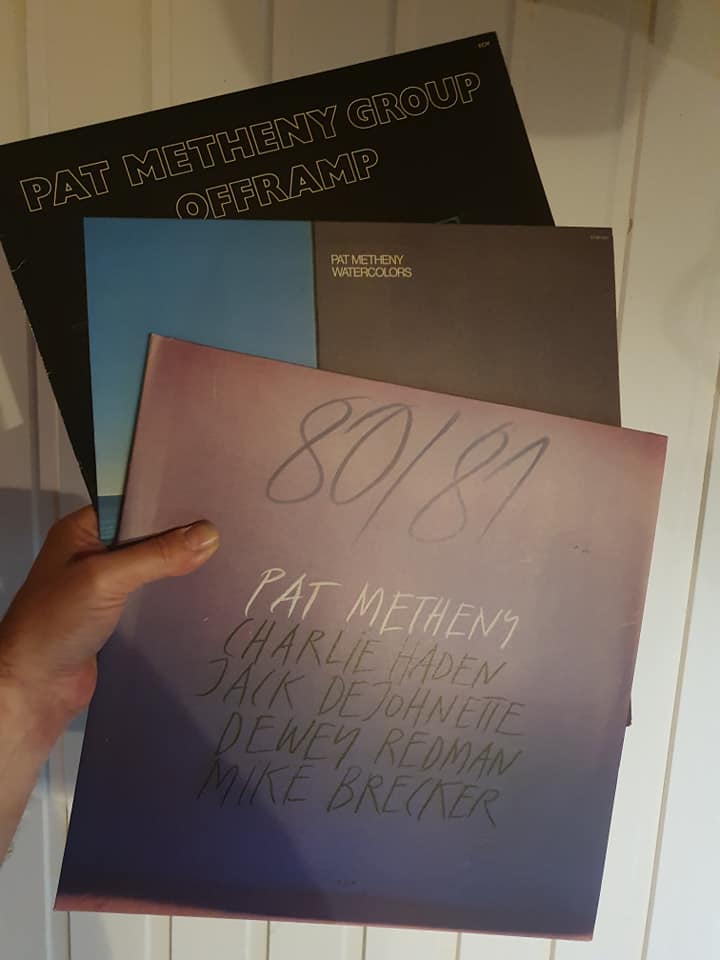 ECM
PAT METHENY GROUP
OFFRAMP
PAT METHENY
WATERCOLORS
80/81
PAT METHENY
CHARLIE HADEN
JACK DEJOHNETTE
DEWEY REDMAN
MIKE BRECKER